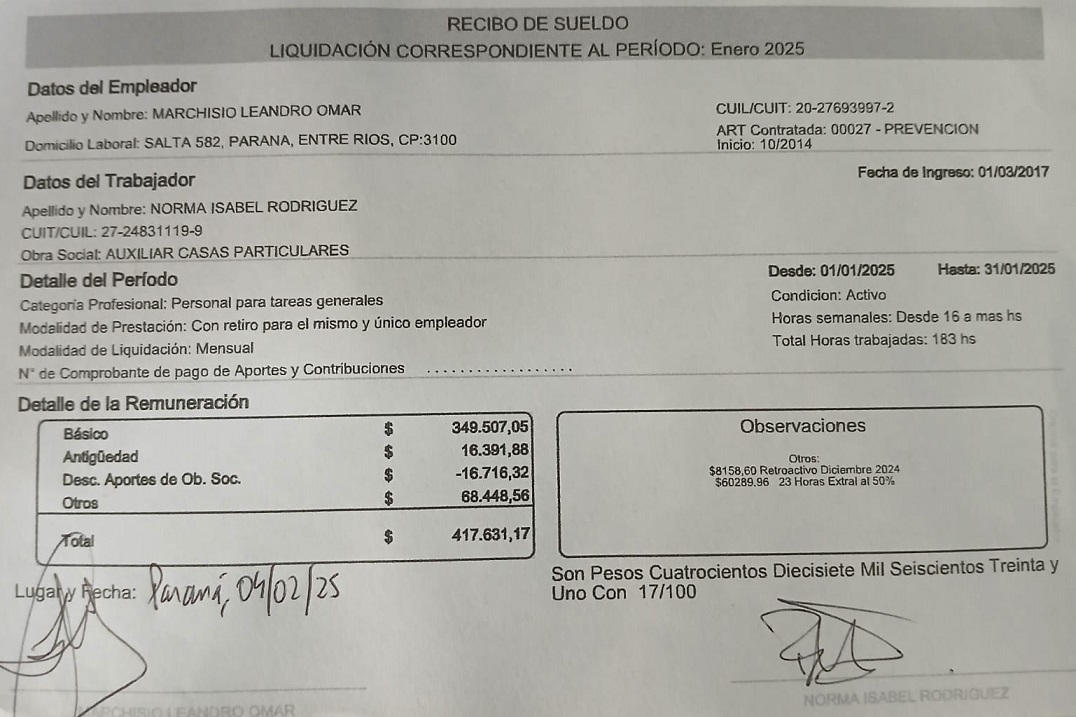 RECIBO DE SUELDO
LIQUIDACIÓN CORRESPONDIENTE AL PERÍODO: Enero 2025
Datos del Empleador
Apellido y Nombre: MARCHISIO LEANDRO OMAR
CUIL/CUIT: 20-27693997-2
Domicilio Laboral: SALTA 582, PARANA, ENTRE RIOS, CP:3100
ART Contratada: 00027 - PREVENCION
Inicio: 10/2014
Datos del Trabajador
Fecha de Ingreso: 01/03/2017
Apellido y Nombre: NORMA ISABEL RODRIGUEZ
CUIT/CUIL: 27-24831119-9
Obra Social: AUXILIAR CASAS PARTICULARES
Detalle del Período
Desde: 01/01/2025 Hasta: 31/01/2025
Categoría Profesional: Personal para tareas generales
Condicion: Activo
Modalidad de Prestación: Con retiro para el mismo y único empleador
Horas semanales: Desde 16 a mas hs
Modalidad de Liquidación: Mensual
Total Horas trabajadas: 183 hs
N° de Comprobante de pago de Aportes y Contribuciones ..................
Detalle de la Remuneración
Básico $ 349.507,05
Antigüedad $ 16.391,88
Desc. Aportes de Ob. Soc. $ -16.716,32
Otros $ 68.448,56
Total $ 417.631,17
Observaciones
Otros:
$8158,60 Retroactivo Diciembre 2024
$60289.96 23 Horas Extral al 50%
Lugar y Fecha: Paraná, 04/02/25
Son Pesos Cuatrocientos Diecisiete Mil Seiscientos Treinta y
Uno Con 17/100
MARCHISIO LEANDRO OMAR
NORMA ISABEL RODRIGUEZ